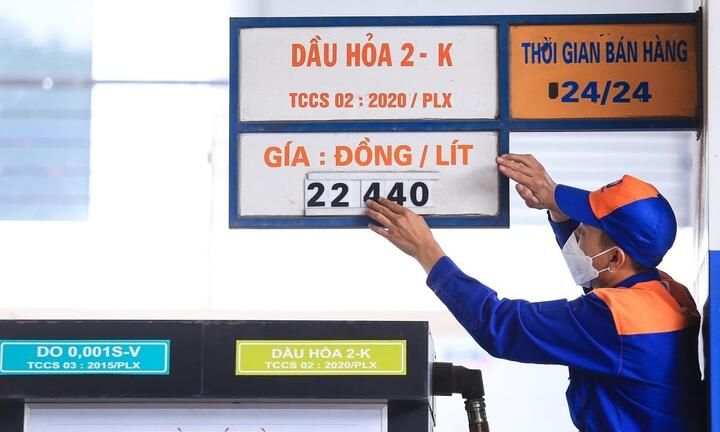 DẦU HỎA 2 - K
TCCS 02 : 2020 / PLX
THỜI GIAN BÁN HÀNG
24/24
GÍA : ĐỒNG / LÍT
22 440
DO 0,001S-V
TCCS 03 : 2015/PLX
DẦU HỎA 2-K
TCCS 02 : 2020/PLX